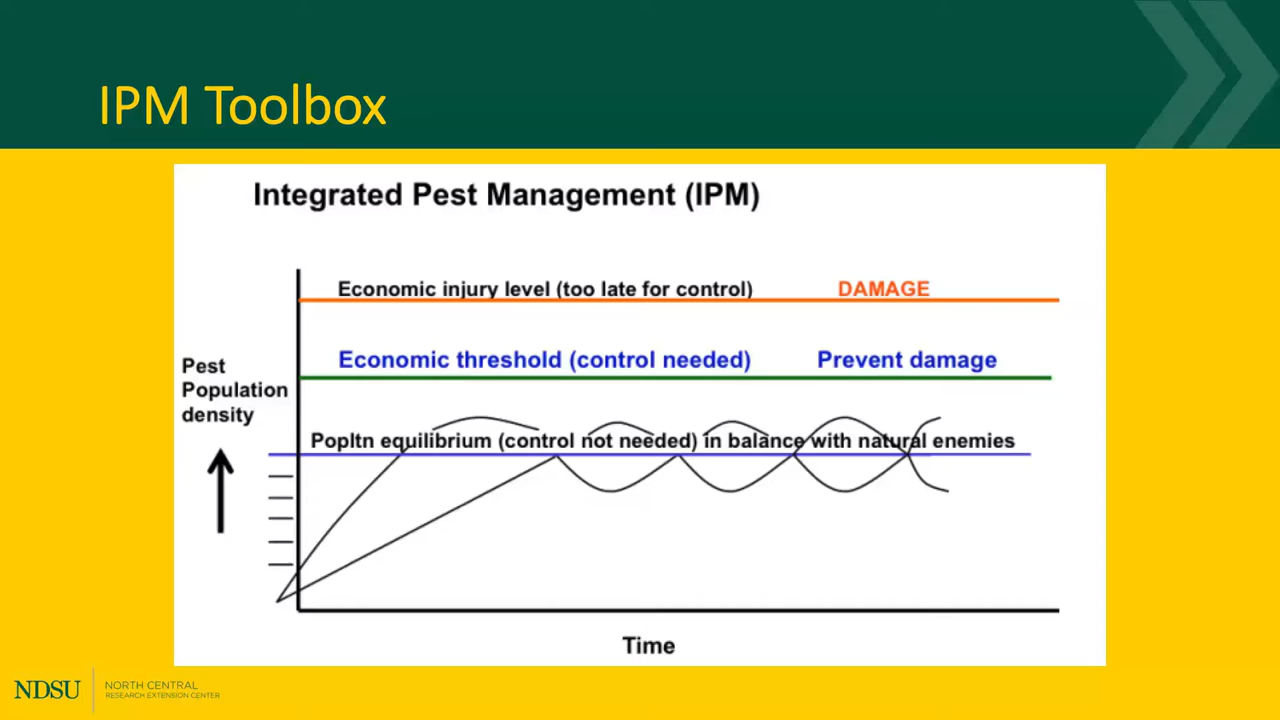 IPM Toolbox
Integrated Pest Management (IPM)
Economic injury level (too late for control) DAMAGE
Economic threshold (control needed) Prevent damage
Pest
Population
density
Popltn equilibrium (control not needed) in balance with natural enemies
Time
NDSU
NORTH CENTRAL
RESEARCH EXTENSION CENTER